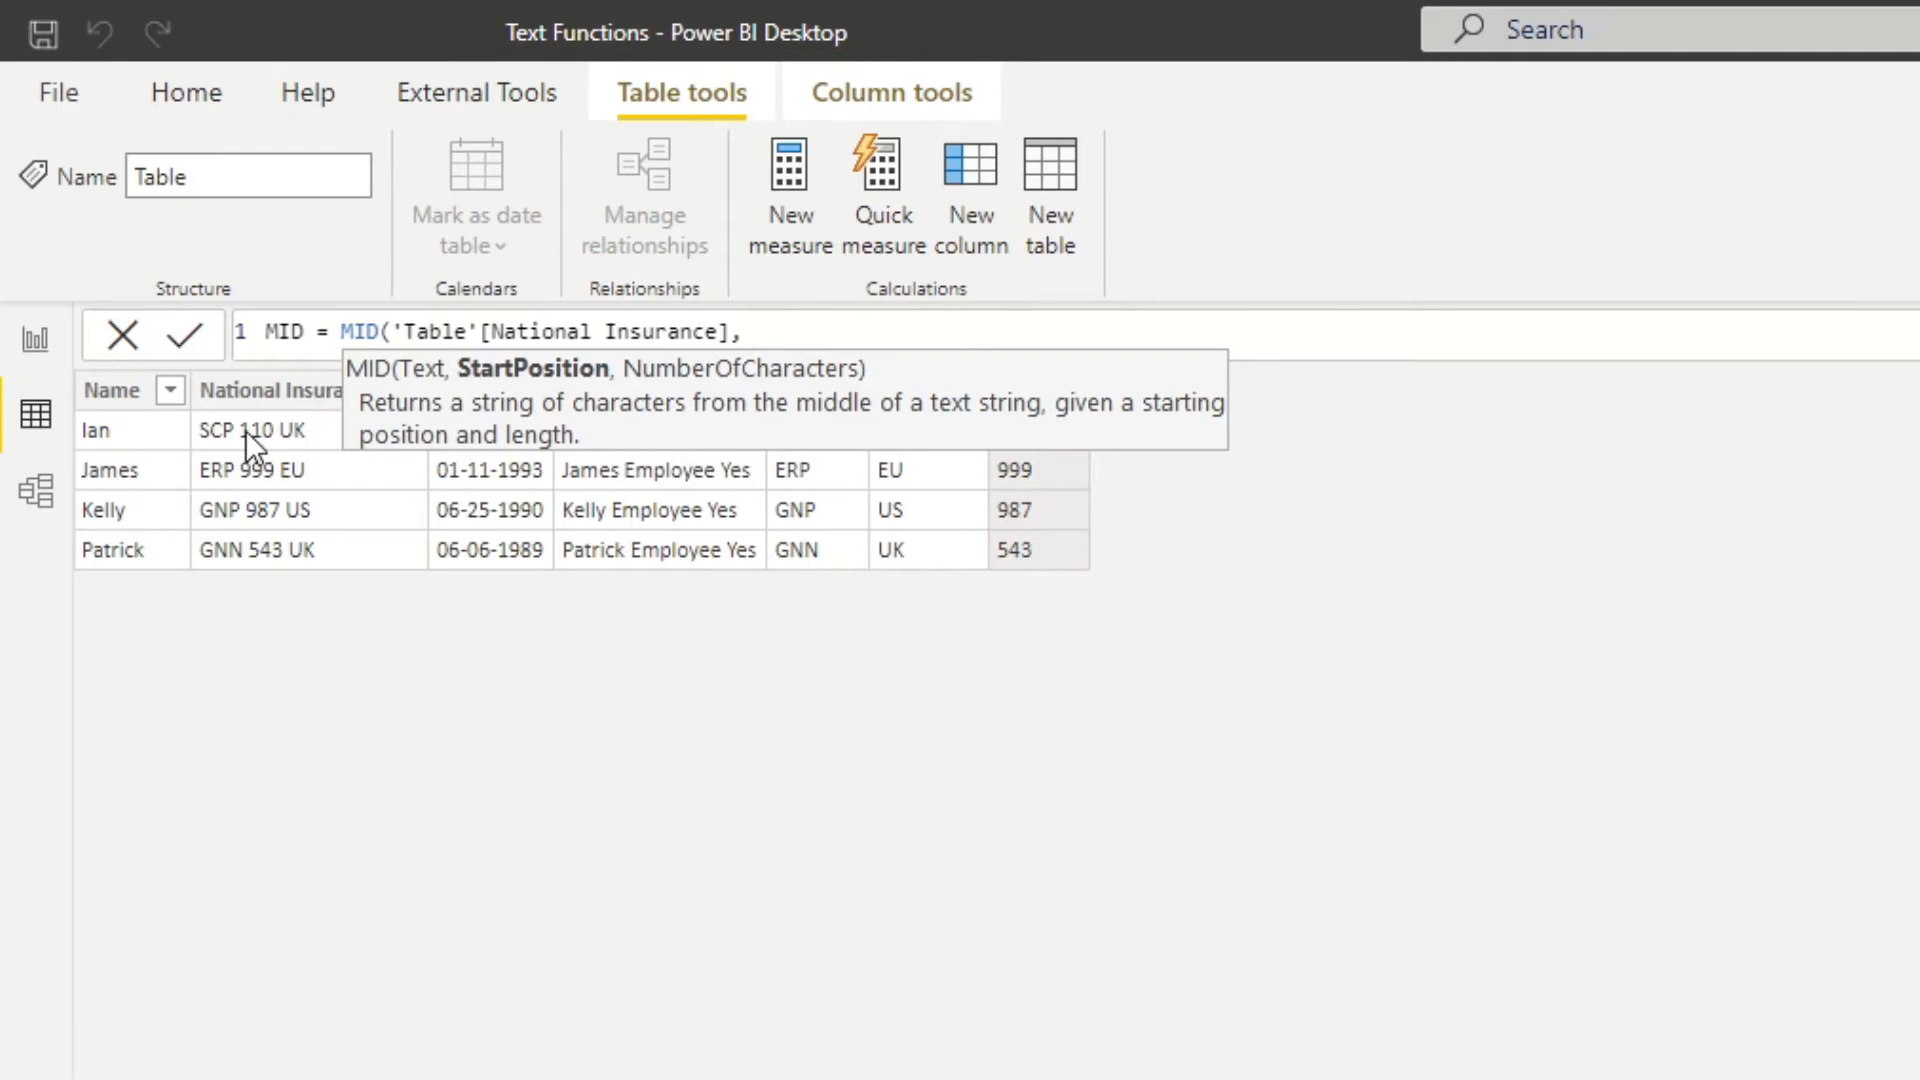 Text Functions - Power BI Desktop
Search
File Home Help External Tools Table tools Column tools
Name Table
Mark as date table
Manage relationships
New measure
Quick measure
New column
New table
Structure Calendars Relationships Calculations
1 MID = MID('Table'[National Insurance],
MID(Text, StartPosition, NumberOfCharacters)
Returns a string of characters from the middle of a text string, given a starting
position and length.
Name National Insura
Ian SCP 110 UK
James ERP 999 EU 01-11-1993 James Employee Yes ERP EU 999
Kelly GNP 987 US 06-25-1990 Kelly Employee Yes GNP US 987
Patrick GNN 543 UK 06-06-1989 Patrick Employee Yes GNN UK 543